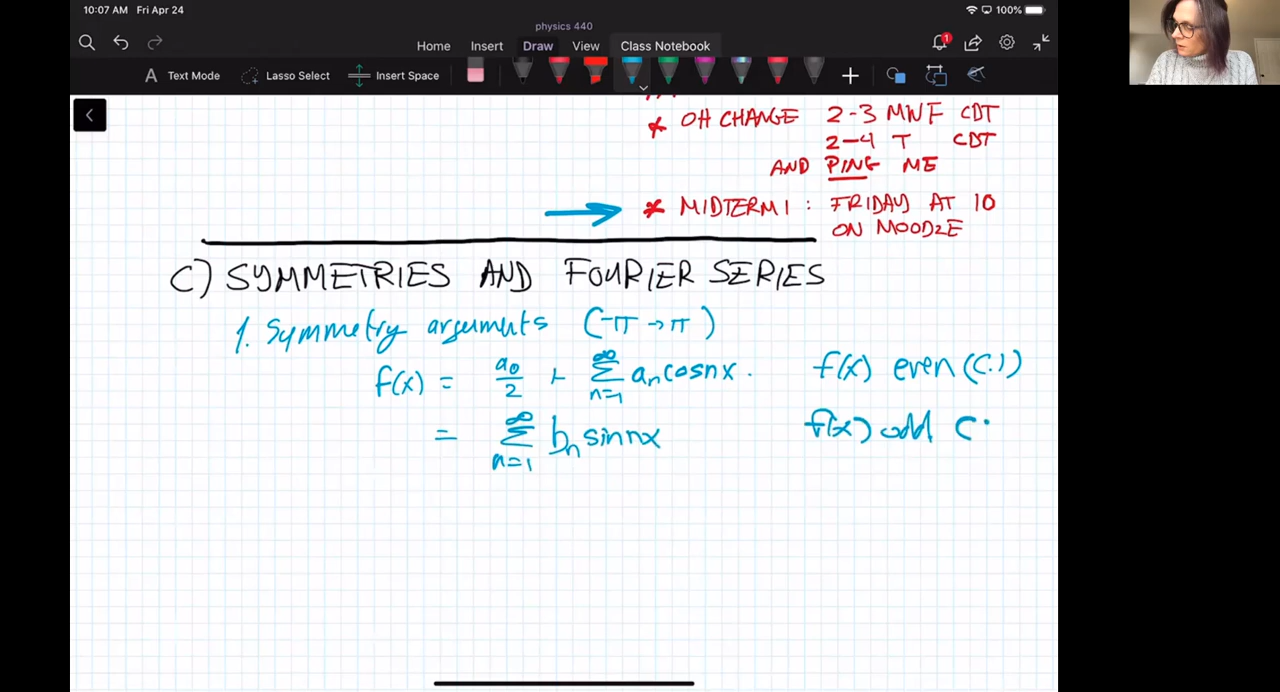 10:07 AM Fri Apr 24
100%
physics 440
Home Insert Draw View Class Notebook
1
Text Mode Lasso Select Insert Space
* OH CHANGE 2-3 MWF CDT
2-4 T CDT
AND PING ME
* MIDTERM 1 : FRIDAY AT 10
ON MOODLE
C) SYMMETRIES AND FOURIER SERIES
1. Symmetry arguments (-π → π)
f(x) = a₀/2 + ∑ₙ₌₁^∞ aₙ cos nx . f(x) even (C.1)
= ∑ₙ₌₁^∞ bₙ sin nx f(x) odd (C.